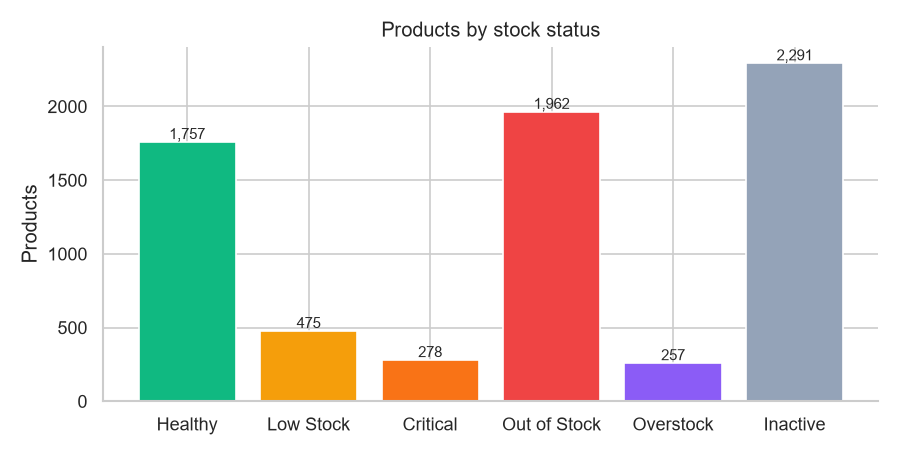 Products by stock status
Products
2000
1500
1000
500
0
1,757
475
278
1,962
257
2,291
Healthy
Low Stock
Critical
Out of Stock
Overstock
Inactive